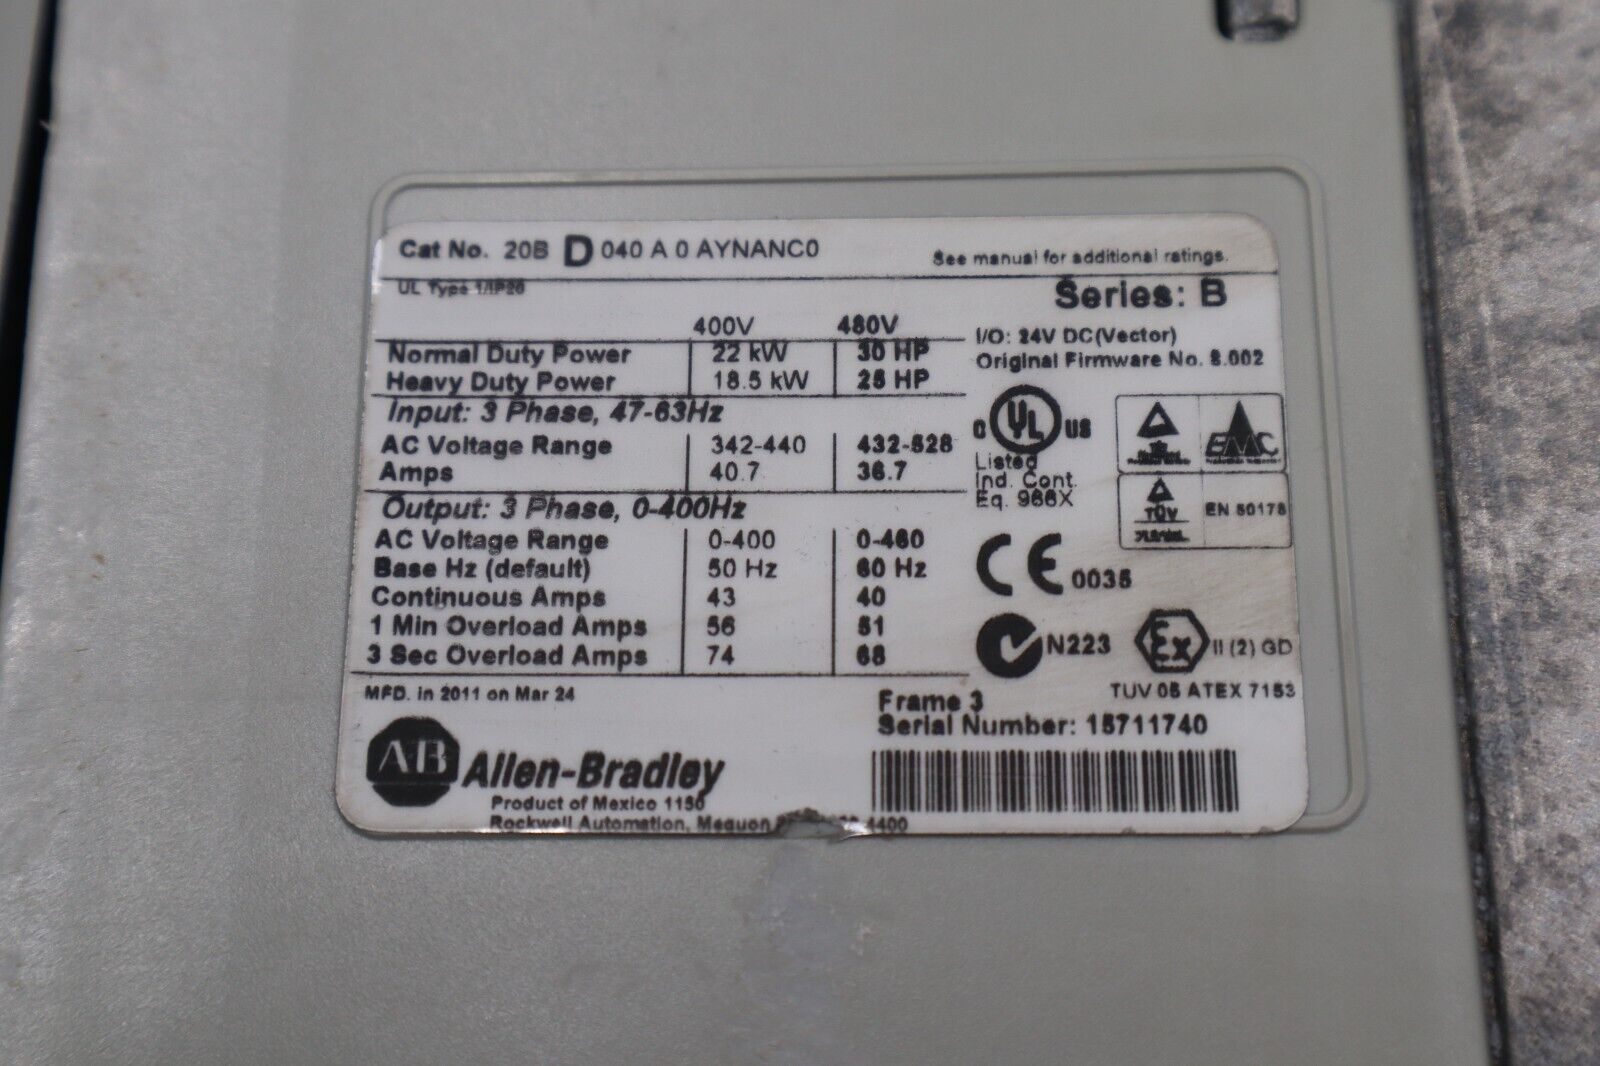 Cat No. 20B D 040 A 0 AYNANC0
See manual for additional ratings.
UL Type 1/IP20
Series: B
400V 480V
I/O: 24V DC(Vector)
Normal Duty Power 22 kW 30 HP
Original Firmware No. 8.002
Heavy Duty Power 18.5 kW 25 HP
Input: 3 Phase, 47-63Hz
AC Voltage Range 342-440 432-528
Amps 40.7 36.7
C UL US
Listed
Ind. Cont.
Eq. 966X
EMC
TÜV
EN 50178
Output: 3 Phase, 0-400Hz
AC Voltage Range 0-400 0-460
Base Hz (default) 50 Hz 60 Hz
Continuous Amps 43 40
1 Min Overload Amps 56 51
3 Sec Overload Amps 74 68
CE 0035
N223
Ex II (2) GD
TUV 05 ATEX 7153
MFD. in 2011 on Mar 24
Frame 3
Serial Number: 15711740
AB Allen-Bradley
Product of Mexico 1150
Rockwell Automation, Mequon 4400